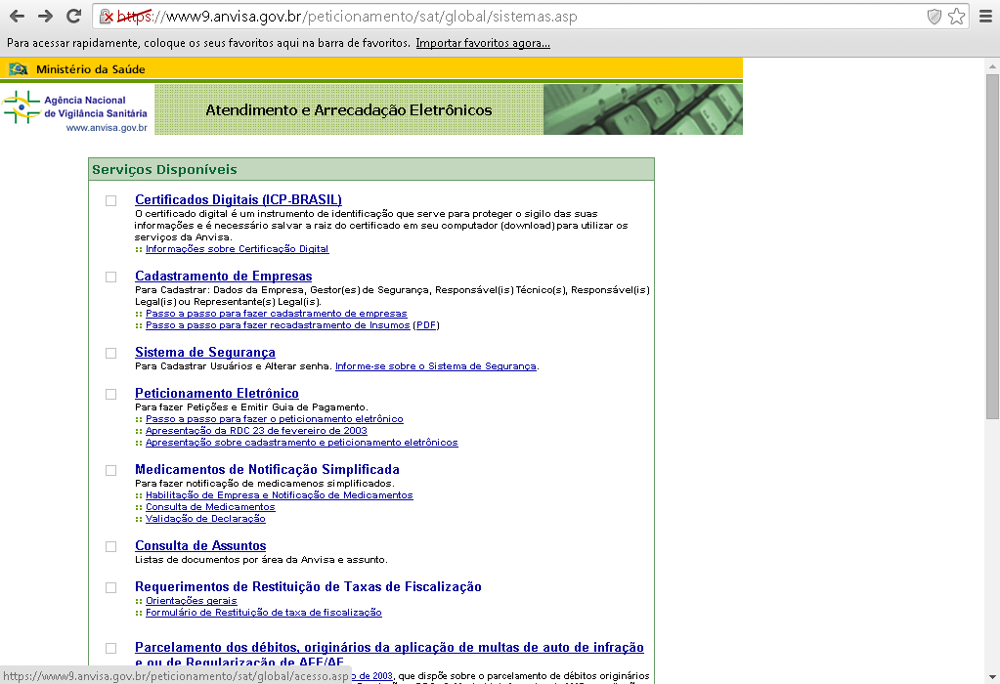 https://www9.anvisa.gov.br/peticionamento/sat/global/sistemas.asp
Para acessar rapidamente, coloque os seus favoritos aqui na barra de favoritos. Importar favoritos agora...
Ministério da Saúde
Agência Nacional
de Vigilância Sanitária
www.anvisa.gov.br
Atendimento e Arrecadação Eletrônicos
Serviços Disponíveis
Certificados Digitais (ICP-BRASIL)
O certificado digital é um instrumento de identificação que serve para proteger o sigilo das suas
informações e é necessário salvar a raiz do certificado em seu computador (download) para utilizar os
serviços da Anvisa.
:: Informações sobre Certificação Digital
Cadastramento de Empresas
Para Cadastrar: Dados da Empresa, Gestor(es) de Segurança, Responsável(is) Técnico(s), Responsável(is)
Legal(is) ou Representante(s) Legal(is).
:: Passo a passo para fazer cadastramento de empresas
:: Passo a passo para fazer recadastramento de Insumos (PDF)
Sistema de Segurança
Para Cadastrar Usuários e Alterar senha. Informe-se sobre o Sistema de Segurança.
Peticionamento Eletrônico
Para fazer Petições e Emitir Guia de Pagamento.
:: Passo a passo para fazer o peticionamento eletrônico
:: Apresentação da RDC 23 de fevereiro de 2003
:: Apresentação sobre cadastramento e peticionamento eletrônicos
Medicamentos de Notificação Simplificada
Para fazer notificação de medicamenos simplificados.
:: Habilitação de Empresa e Notificação de Medicamentos
:: Consulta de Medicamentos
:: Validação de Declaração
Consulta de Assuntos
Listas de documentos por área da Anvisa e assunto.
Requerimentos de Restituição de Taxas de Fiscalização
:: Orientações gerais
:: Formulário de Restituição de taxa de fiscalização
Parcelamento dos débitos, originários da aplicação de multas de auto de infração
e ou de Regularização de AFE/AE
https://www9.anvisa.gov.br/peticionamento/sat/global/acesso.asp o de 2003, que dispõe sobre o parcelamento de débitos originários